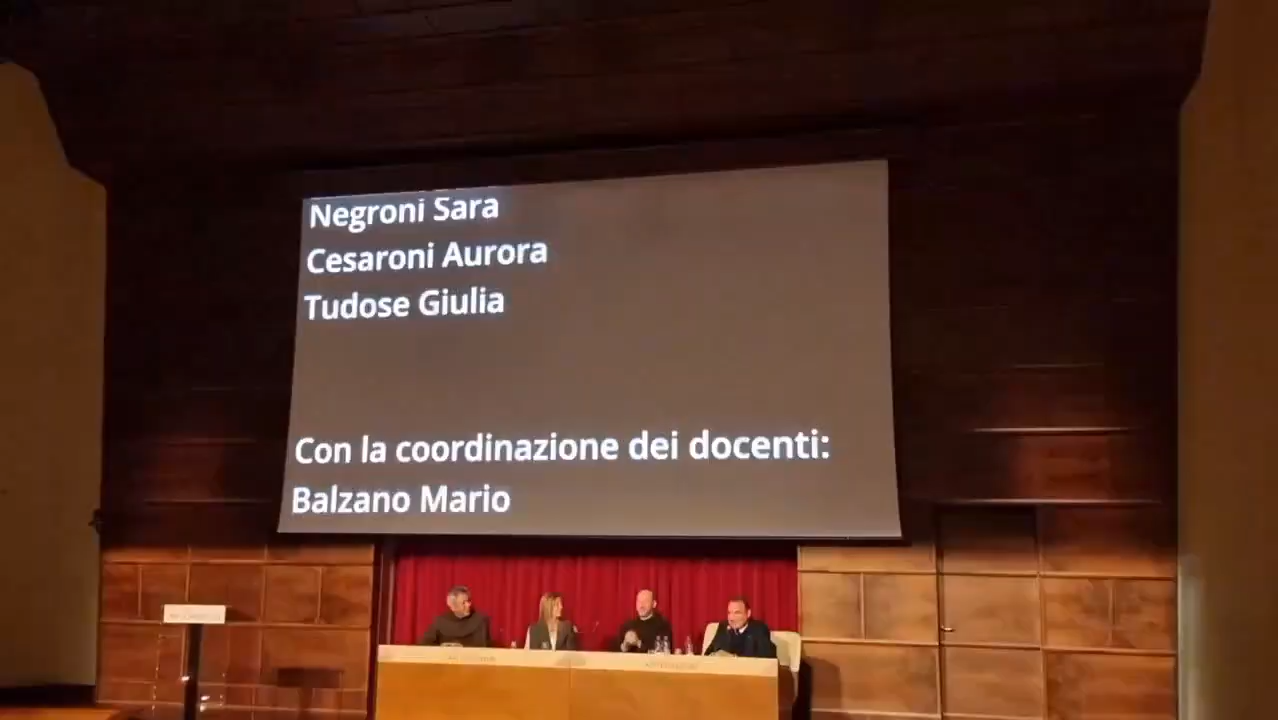 Negroni Sara
Cesaroni Aurora
Tudose Giulia
Con la coordinazione dei docenti:
Balzano Mario